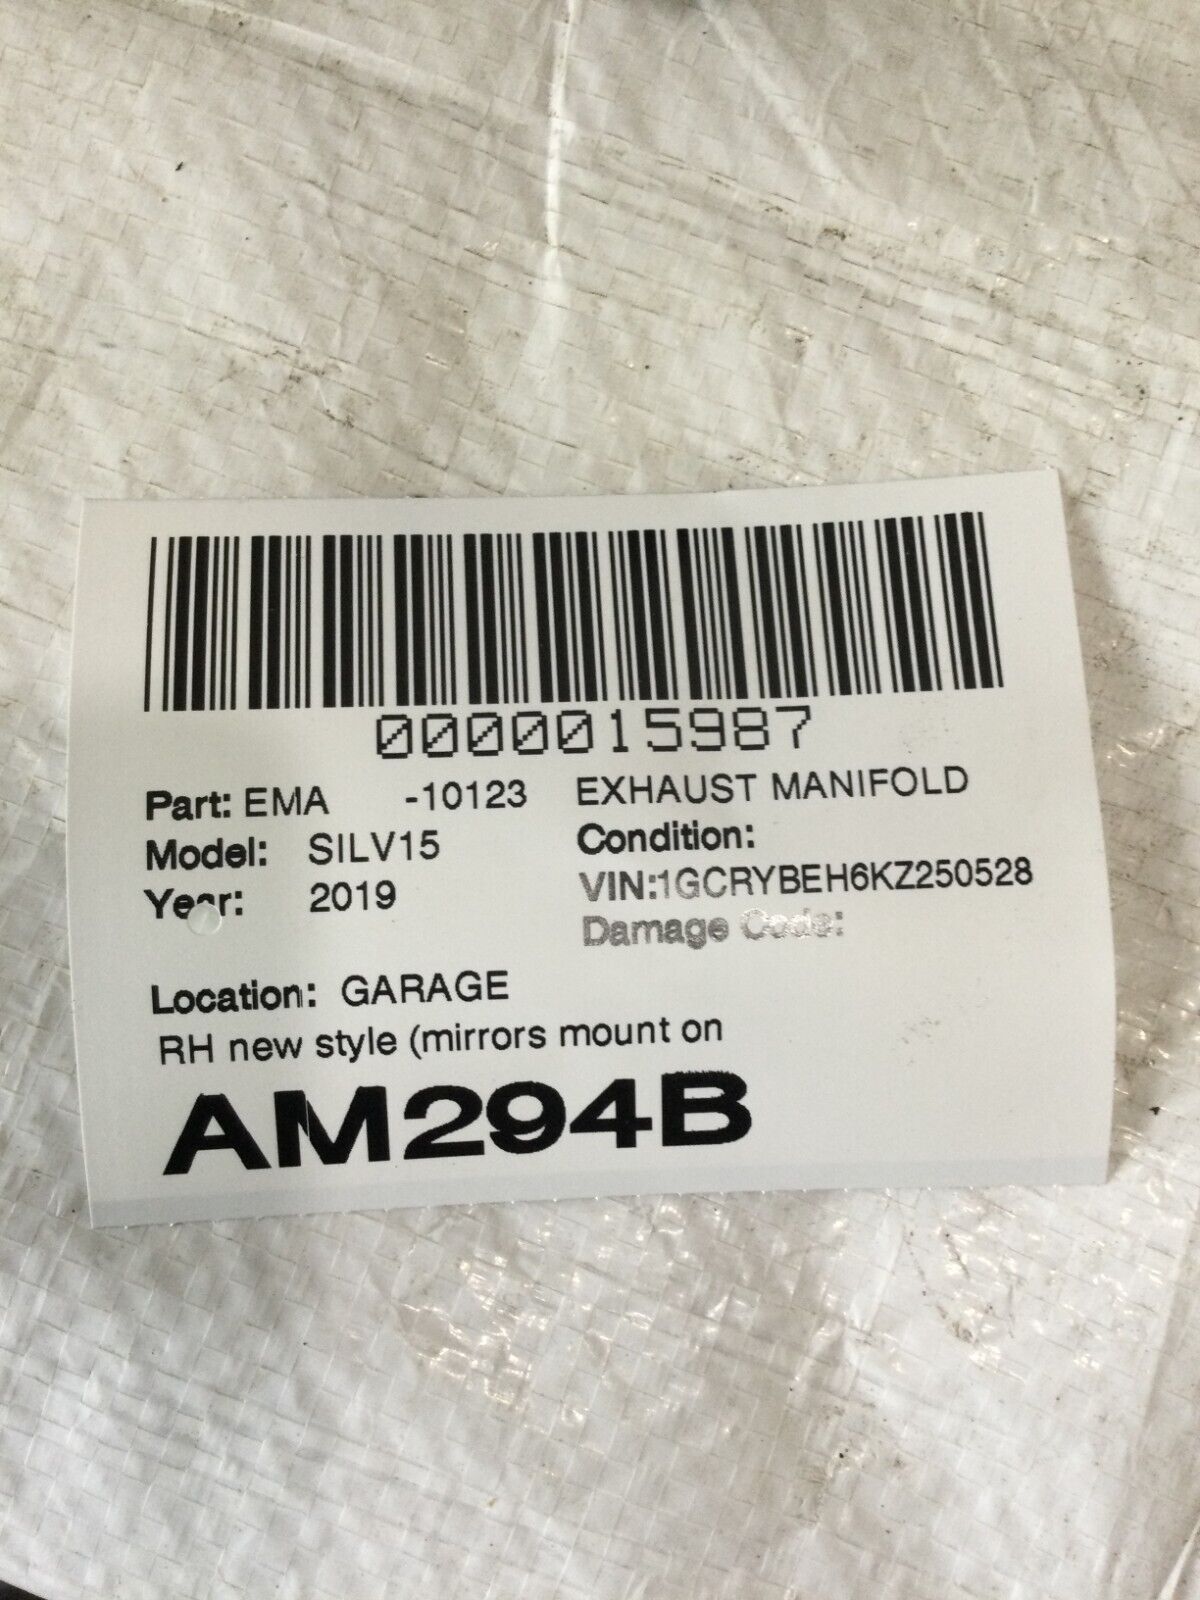 0000015987
Part: EMA -10123 EXHAUST MANIFOLD
Model: SILV15 Condition:
Year: 2019 VIN:1GCRYBEH6KZ250528
Damage Code:
Location: GARAGE
RH new style (mirrors mount on
AM294B